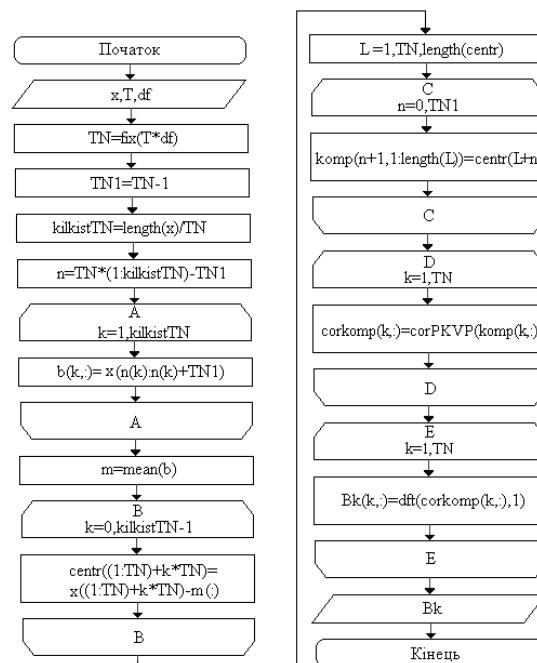 Початок
x,T,df
TN=fix(T*df)
TN1=TN-1
kilkistTN=length(x)/TN
n=TN*(1:kilkistTN)-TN1
A
k=1,kilkistTN
b(k,:)= x(n(k):n(k)+TN1)
A
m=mean(b)
B
k=0,kilkistTN-1
centr((1:TN)+k*TN)=
x((1:TN)+k*TN)-m(:)
B
L =1,TN,length(centr)
C
n=0,TN1
komp(n+1,1:length(L))=centr(L+n
C
D
k=1,TN
corkomp(k,:)=corPKVP(komp(k,:)
D
E
k=1,TN
Bk(k,:)=dft(corkomp(k,:),1)
E
Bk
Кінець